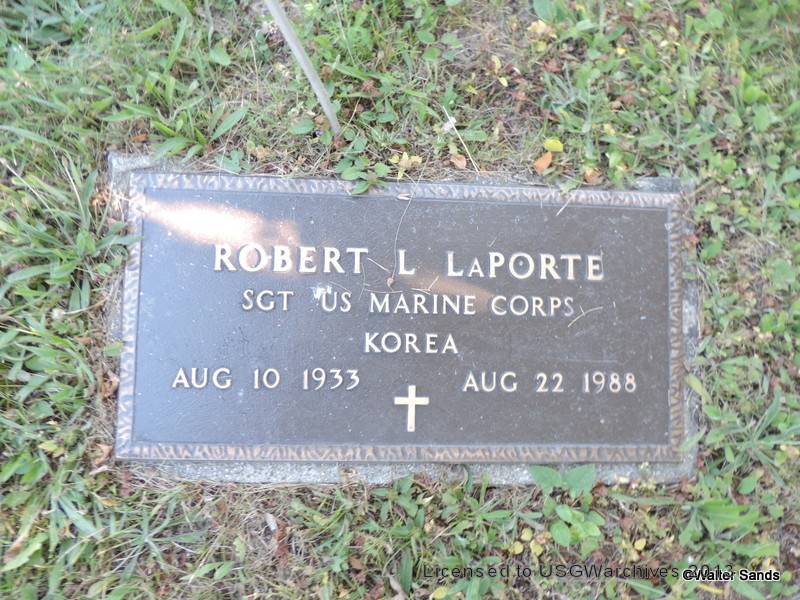 ROBERT L LaPORTE
SGT US MARINE CORPS
KOREA
AUG 10 1933 AUG 22 1988
Licensed to USGWarchives 2013
©Walter Sands